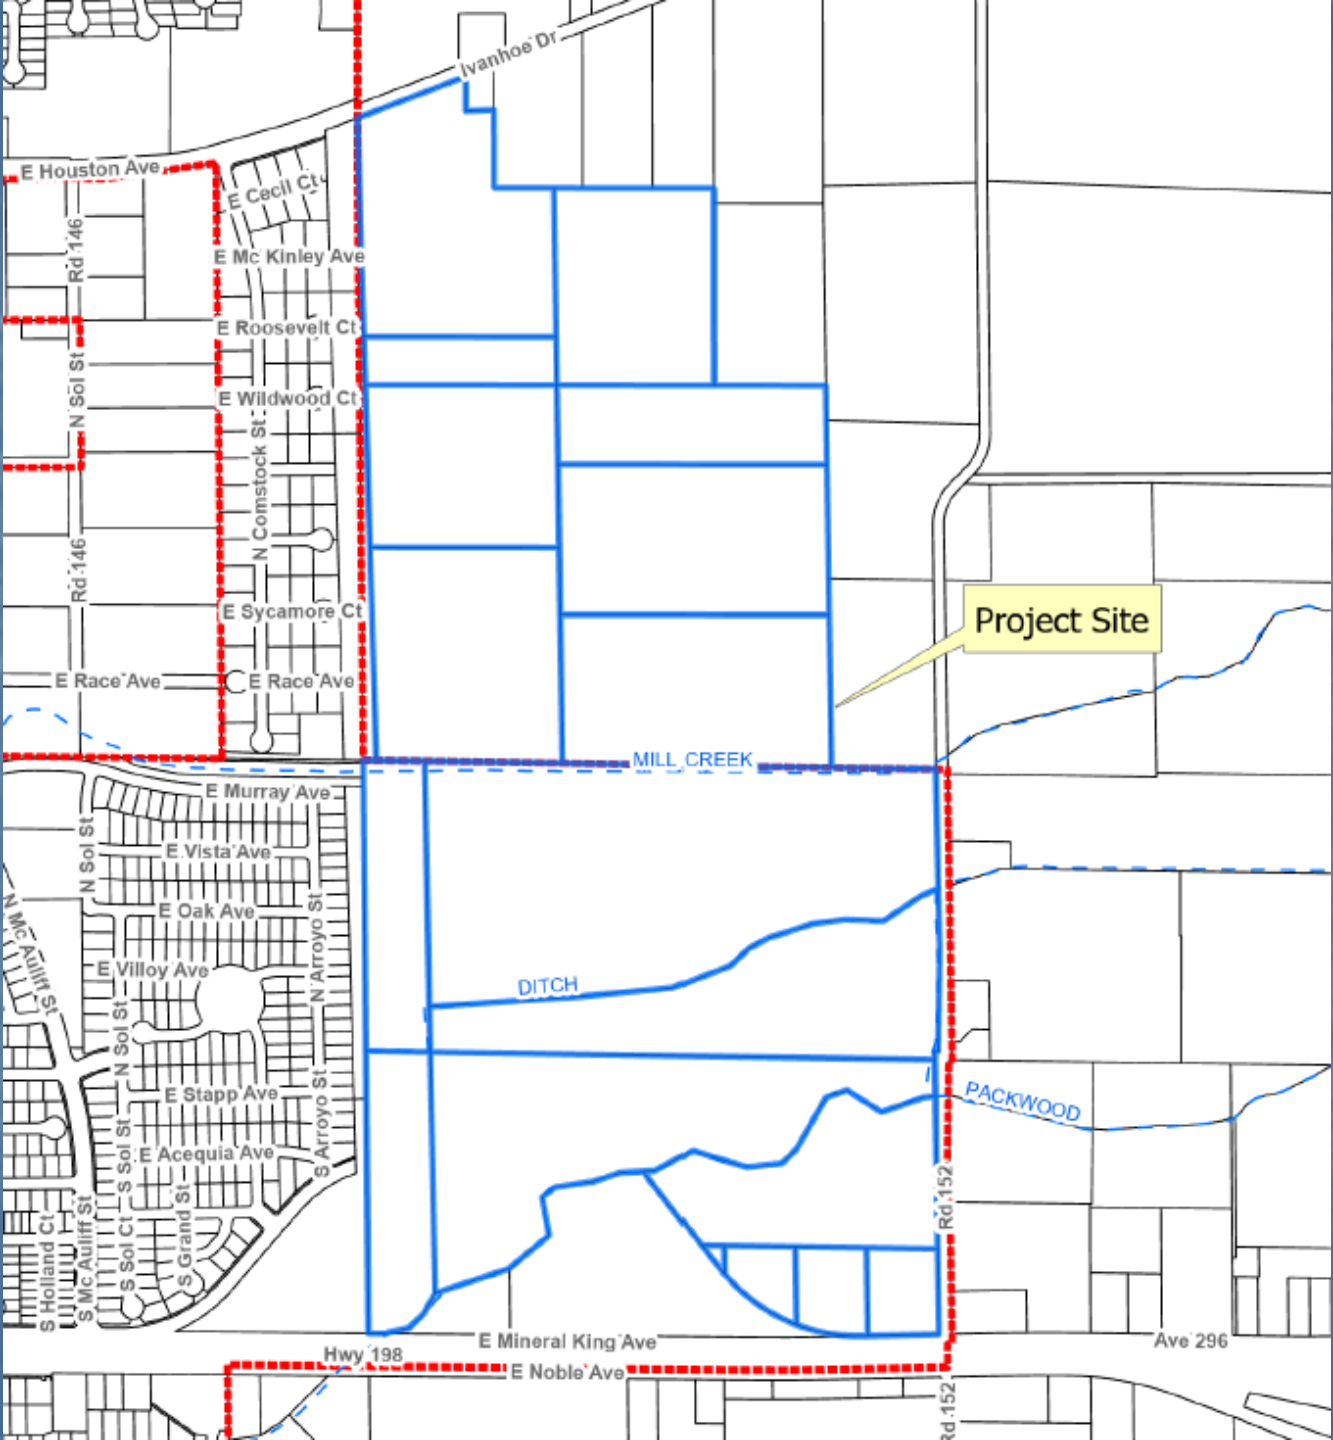 Ivanhoe Dr
E Houston Ave
E Cecil Ct
Rd 146
E Mc Kinley Ave
E Roosevelt Ct
N Sol St
E Wildwood Ct
N Comstock St
Rd 146
E Sycamore Ct
Project Site
E Race Ave
E Race Ave
MILL CREEK
E Murray Ave
N Sol St
E Vista Ave
N Mc Auliff St
E Oak Ave
N Arroyo St
E Villoy Ave
DITCH
N Sol St
E Stapp Ave
S Arroyo St
PACKWOOD
S Sol St
E Acequia Ave
Rd 152
S Holland Ct
S Mc Auliff St
S Sol Ct
S Grand St
E Mineral King Ave
Ave 296
Hwy 198
E Noble Ave
Rd 152